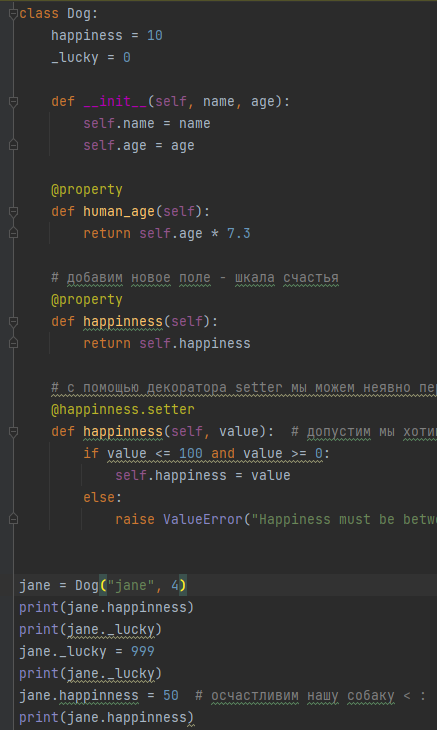 class Dog:
    happiness = 10
    _lucky = 0

    def __init__(self, name, age):
        self.name = name
        self.age = age

    @property
    def human_age(self):
        return self.age * 7.3

    # добавим новое поле - шкала счастья
    @property
    def happinness(self):
        return self.happiness

    # с помощью декоратора setter мы можем неявно
    @happinness.setter
    def happinness(self, value):  # допустим мы
        if value <= 100 and value >= 0:
            self.happiness = value
        else:
            raise ValueError("Happiness must be

jane = Dog("jane", 4)
print(jane.happinness)
print(jane._lucky)
jane._lucky = 999
print(jane._lucky)
jane.happinness = 50  # осчастливим нашу собаку < :
print(jane.happinness)